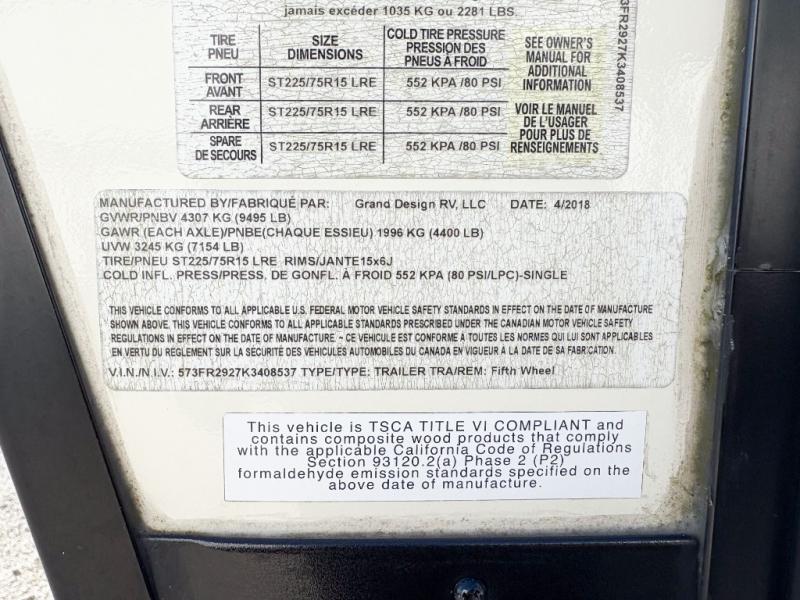 jamais excéder 1035 KG ou 2281 LBS.
TIRE PNEU SIZE DIMENSIONS COLD TIRE PRESSURE PRESSION DES PNEUS À FROID
SEE OWNER'S
MANUAL FOR
ADDITIONAL
INFORMATION
FRONT AVANT ST225/75R15 LRE 552 KPA /80 PSI
REAR ARRIÈRE ST225/75R15 LRE 552 KPA /80 PSI
SPARE DE SECOURS ST225/75R15 LRE 552 KPA /80 PSI
VOIR LE MANUEL
DE L'USAGER
POUR PLUS DE
RENSEIGNEMENTS
73FR2927K3408537
MANUFACTURED BY/FABRIQUÉ PAR: Grand Design RV, LLC DATE: 4/2018
GVWR/PNBV 4307 KG (9495 LB)
GAWR (EACH AXLE)/PNBE(CHAQUE ESSIEU) 1996 KG (4400 LB)
UVW 3245 KG (7154 LB)
TIRE/PNEU ST225/75R15 LRE RIMS/JANTE15x6J
COLD INFL. PRESS/PRESS. DE GONFL. À FROID 552 KPA (80 PSI/LPC)-SINGLE
THIS VEHICLE CONFORMS TO ALL APPLICABLE U.S. FEDERAL MOTOR VEHICLE SAFETY STANDARDS IN EFFECT ON THE DATE OF MANUFACTURE
SHOWN ABOVE. THIS VEHICLE CONFORMS TO ALL APPLICABLE STANDARDS PRESCRIBED UNDER THE CANADIAN MOTOR VEHICLE SAFETY
REGULATIONS IN EFFECT ON THE DATE OF MANUFACTURE. ~ CE VEHICULE EST CONFORME À TOUTES LES NORMES QUI LUI SONT APPLICABLES
EN VERTU DU REGLEMENT SUR LA SÉCURITÉ DES VÉHICULES AUTOMOBILES DU CANADA EN VIGUEUR À LA DATE DE SA FABRICATION.
V.I.N./N.I.V.: 573FR2927K3408537 TYPE/TYPE: TRAILER TRA/REM: Fifth Wheel
This vehicle is TSCA TITLE VI COMPLIANT and
contains composite wood products that comply
with the applicable California Code of Regulations
Section 93120.2(a) Phase 2 (P2)
formaldehyde emission standards specified on the
above date of manufacture.